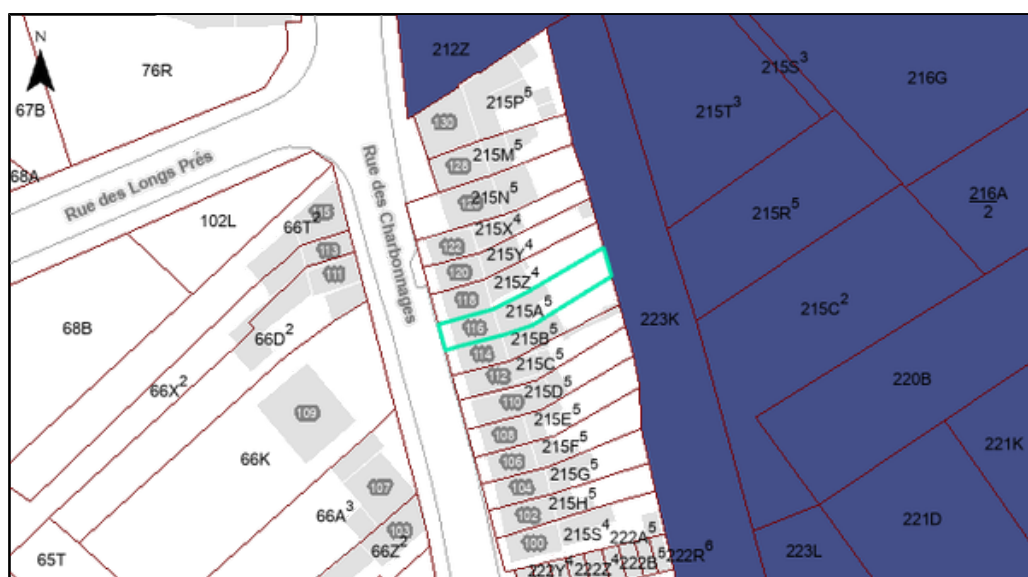 N
212Z
76R
215S³
216G
67B
215P⁵
215T³
130
Rue des Longs Prés
Rue des Charbonnages
215M⁵
128
68A
215N⁵
216A
2
115
102L
66T²
215R⁵
215X⁴
122
113
215Y⁴
120
111
215Z⁴
118
215A⁵
116
223K
215C²
68B
66D²
215B⁵
114
215C⁵
112
66X²
215D⁵
110
220B
109
215E⁵
108
221K
215F⁵
106
66K
215G⁵
104
107
215H⁵
102
66A³
103
215S⁴
222A⁵
221D
100
66Z²
65T
222Y⁴
222Z⁴
222B⁵
222R⁶
223L